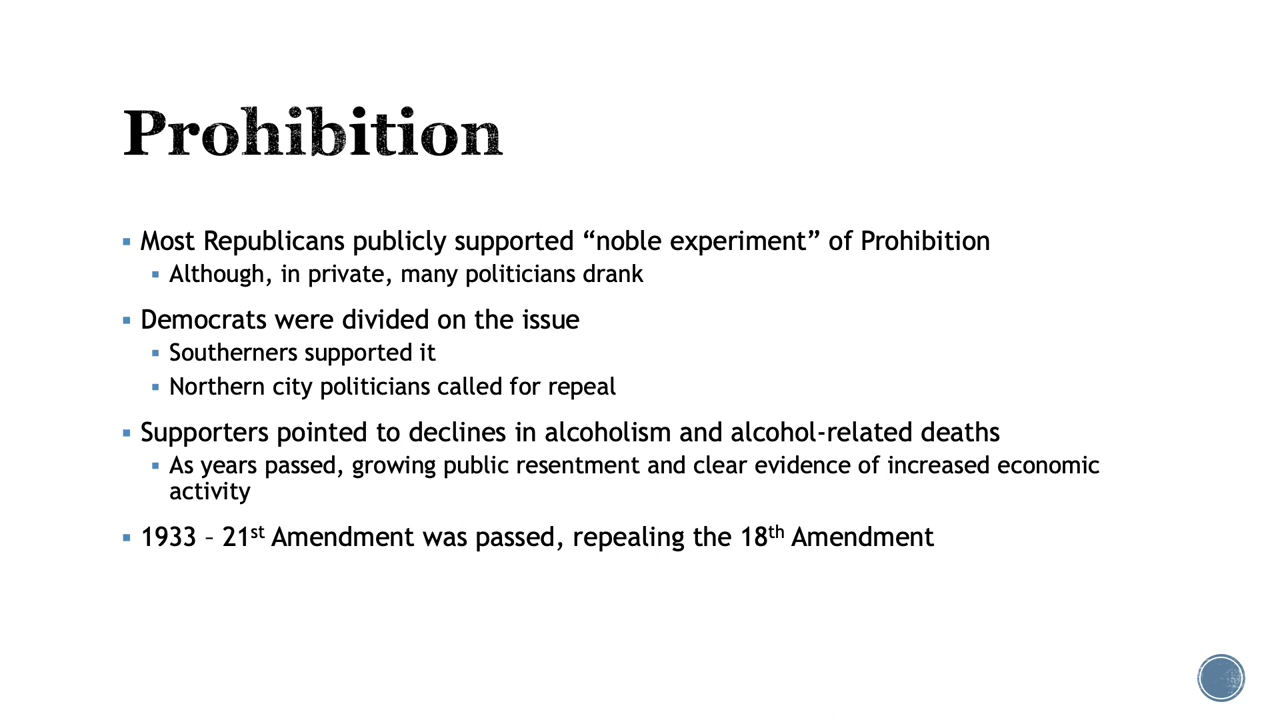 Prohibition
▪ Most Republicans publicly supported “noble experiment” of Prohibition
▪ Although, in private, many politicians drank
▪ Democrats were divided on the issue
▪ Southerners supported it
▪ Northern city politicians called for repeal
▪ Supporters pointed to declines in alcoholism and alcohol-related deaths
▪ As years passed, growing public resentment and clear evidence of increased economic
activity
▪ 1933 – 21st Amendment was passed, repealing the 18th Amendment